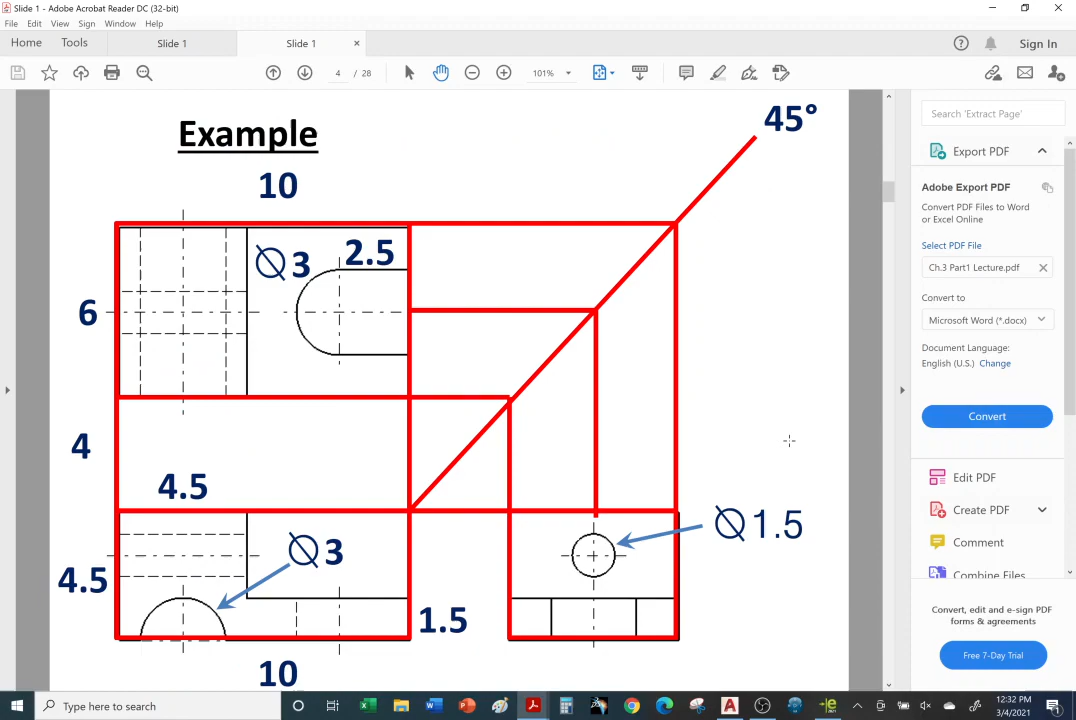 Slide 1 - Adobe Acrobat Reader DC (32-bit)
File Edit View Sign Window Help
Home Tools Slide 1 Slide 1 × Sign In
4 / 28 101%
Example
45°
10
Ø3
2.5
6
4
4.5
Ø1.5
Ø3
4.5
1.5
10
Search 'Extract Page'
Export PDF
Adobe Export PDF
Convert PDF Files to Word
or Excel Online
Select PDF File
Ch.3 Part1 Lecture.pdf
Convert to
Microsoft Word (*.docx)
Document Language:
English (U.S.) Change
Convert
Edit PDF
Create PDF
Comment
Combine Files
Convert, edit and e-sign PDF
forms & agreements
Free 7-Day Trial
Type here to search
12:32 PM
3/4/2021